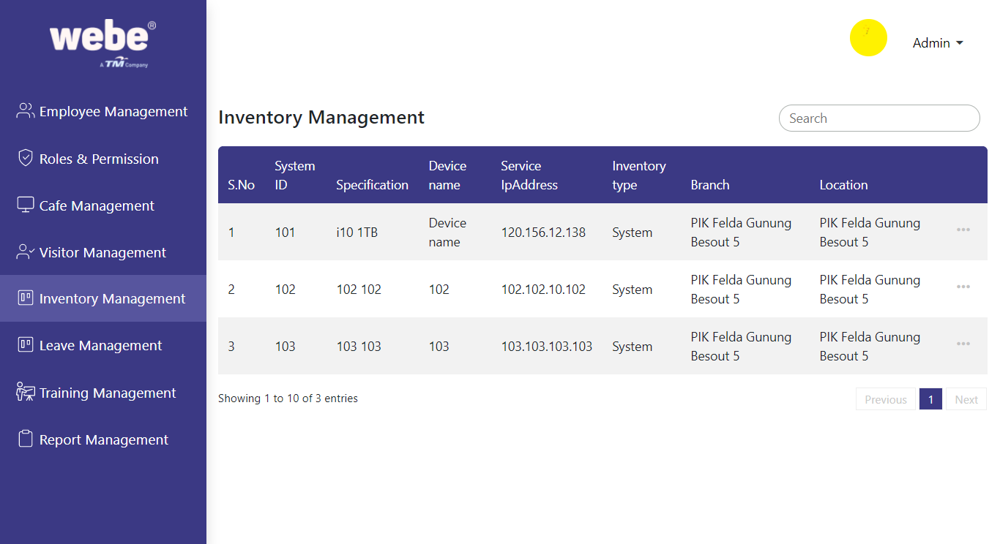 webe®
A TM Company
Admin
Employee Management
Roles & Permission
Cafe Management
Visitor Management
Inventory Management
Leave Management
Training Management
Report Management
Inventory Management
Search
S.No System ID Specification Device name Service IpAddress Inventory type Branch Location
1 101 i10 1TB Device name 120.156.12.138 System PIK Felda Gunung Besout 5 PIK Felda Gunung Besout 5
2 102 102 102 102 102.102.10.102 System PIK Felda Gunung Besout 5 PIK Felda Gunung Besout 5
3 103 103 103 103 103.103.103.103 System PIK Felda Gunung Besout 5 PIK Felda Gunung Besout 5
Showing 1 to 10 of 3 entries
Previous 1 Next